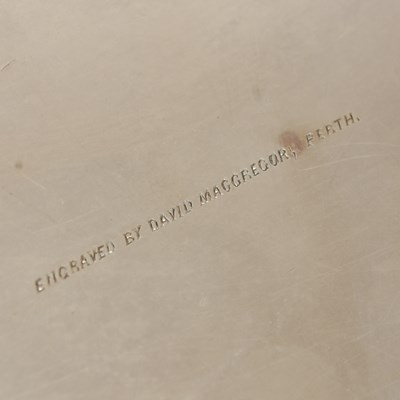 ENGRAVED BY DAVID MACGREGOR, PERTH.